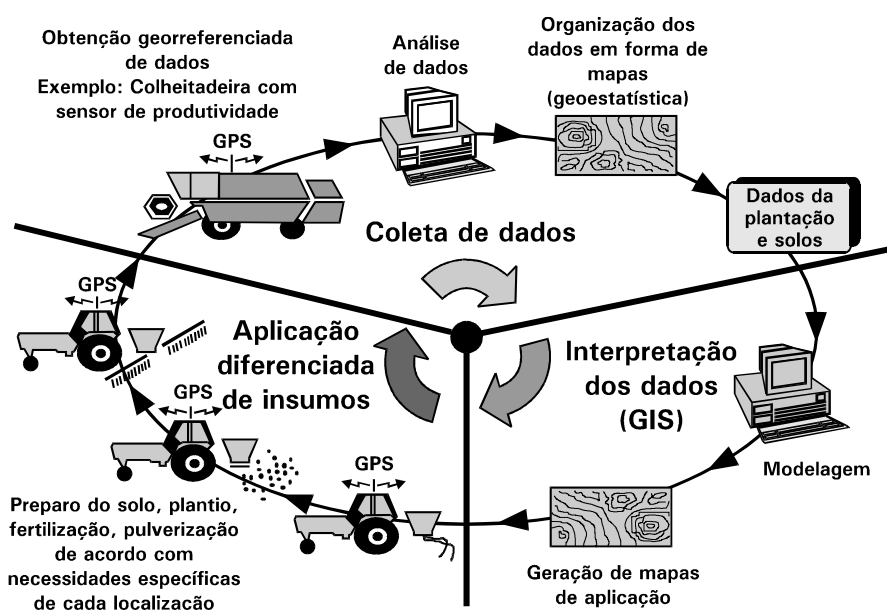 Obtenção georreferenciada
de dados
Exemplo: Colheitadeira com
sensor de produtividade
GPS
Análise
de dados
Organização dos
dados em forma de
mapas
(geoestatística)
Dados da
plantação
e solos
Coleta de dados
GPS
Aplicação
diferenciada
de insumos
Interpretação
dos dados
(GIS)
Modelagem
GPS
GPS
Preparo do solo, plantio,
fertilização, pulverização
de acordo com
necessidades específicas
de cada localização
Geração de mapas
de aplicação